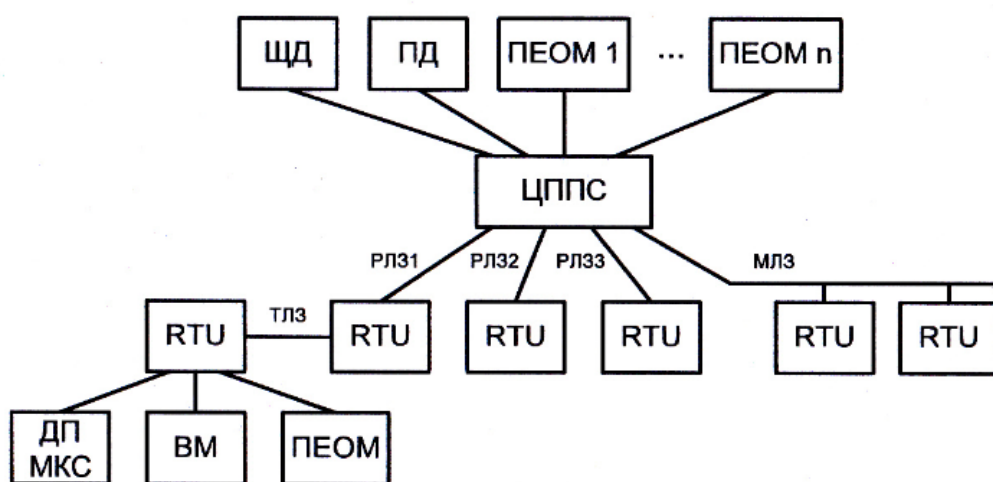 ЩД
ПД
ПЕОМ 1
...
ПЕОМ n
ЦППС
РЛЗ1
РЛЗ2
РЛЗ3
МЛЗ
ТЛЗ
RTU
RTU
RTU
RTU
RTU
RTU
ДП
МКС
ВМ
ПЕОМ